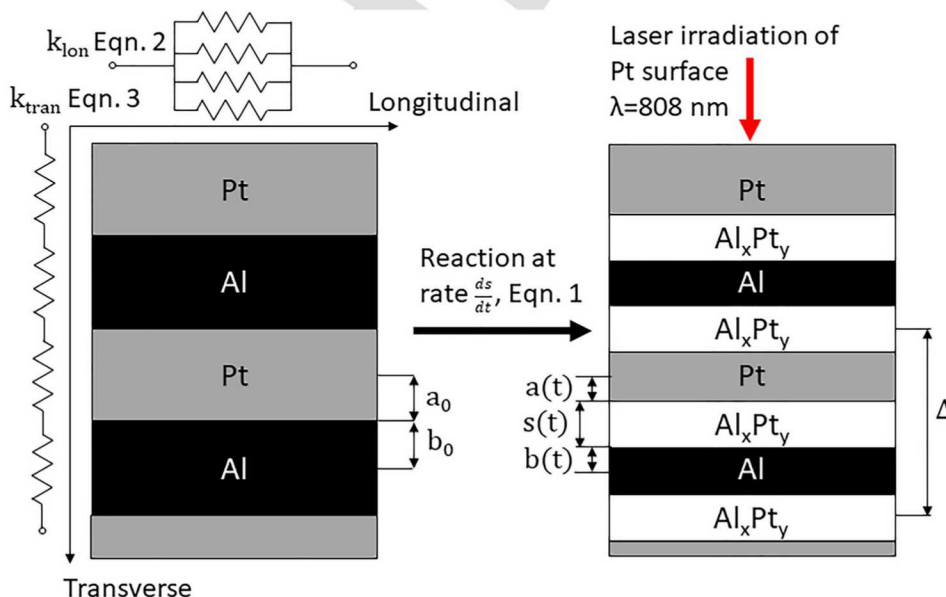 k_lon Eqn. 2
k_tran Eqn. 3
Longitudinal
Pt
Al
Pt
Al
a_0
b_0
Transverse
Reaction at
rate ds/dt, Eqn. 1
Laser irradiation of
Pt surface
λ=808 nm
Pt
Al_xPt_y
Al
Al_xPt_y
Pt
Al_xPt_y
Al
Al_xPt_y
a(t)
s(t)
b(t)
Δ